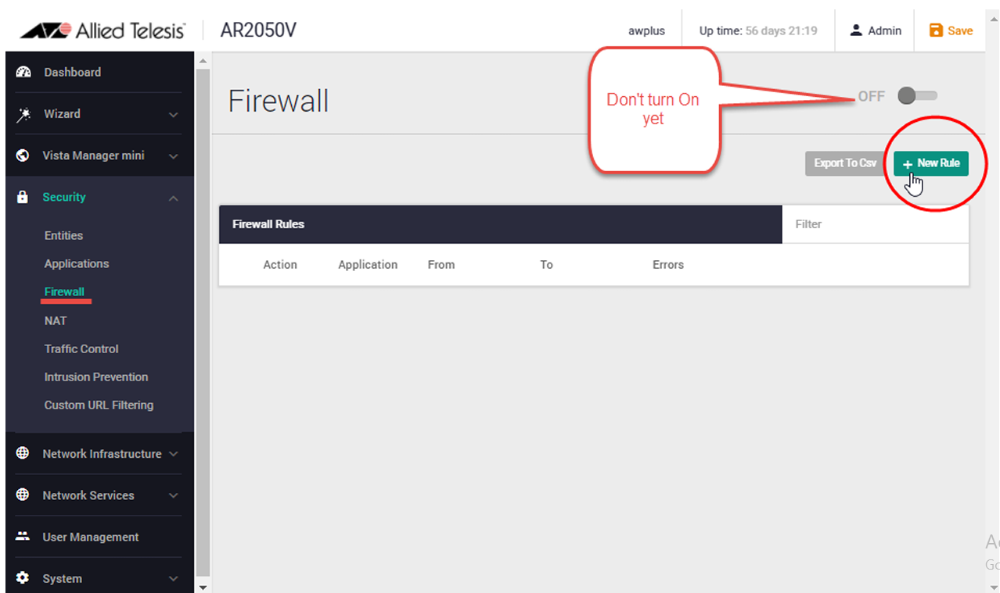 Allied Telesis
AR2050V
awplus
Up time: 56 days 21:19
Admin
Save
Dashboard
Wizard
Vista Manager mini
Security
Entities
Applications
Firewall
NAT
Traffic Control
Intrusion Prevention
Custom URL Filtering
Network Infrastructure
Network Services
User Management
System
Firewall
Don't turn On
yet
OFF
Export To Csv
+ New Rule
Firewall Rules
Filter
Action Application From To Errors